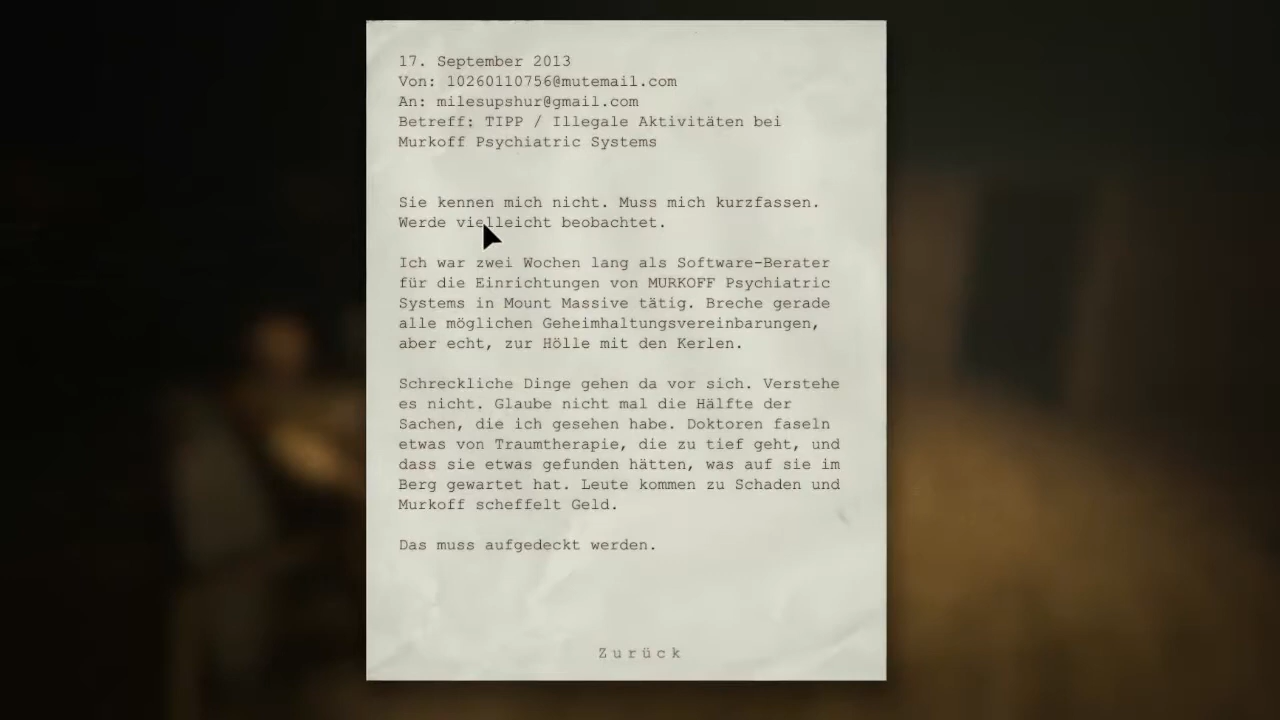 17. September 2013
Von: 10260110756@mutemail.com
An: milesupshur@gmail.com
Betreff: TIPP / Illegale Aktivitäten bei
Murkoff Psychiatric Systems
Sie kennen mich nicht. Muss mich kurzfassen.
Werde vielleicht beobachtet.
Ich war zwei Wochen lang als Software-Berater
für die Einrichtungen von MURKOFF Psychiatric
Systems in Mount Massive tätig. Breche gerade
alle möglichen Geheimhaltungsvereinbarungen,
aber echt, zur Hölle mit den Kerlen.
Schreckliche Dinge gehen da vor sich. Verstehe
es nicht. Glaube nicht mal die Hälfte der
Sachen, die ich gesehen habe. Doktoren faseln
etwas von Traumtherapie, die zu tief geht, und
dass sie etwas gefunden hätten, was auf sie im
Berg gewartet hat. Leute kommen zu Schaden und
Murkoff scheffelt Geld.
Das muss aufgedeckt werden.
Zurück